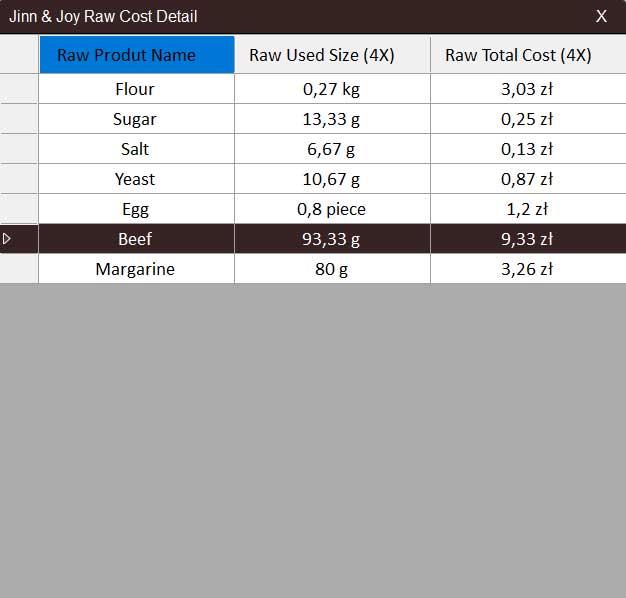 Jinn & Joy Raw Cost Detail X
Raw Produt Name Raw Used Size (4X) Raw Total Cost (4X)
Flour 0,27 kg 3,03 zł
Sugar 13,33 g 0,25 zł
Salt 6,67 g 0,13 zł
Yeast 10,67 g 0,87 zł
Egg 0,8 piece 1,2 zł
Beef 93,33 g 9,33 zł
Margarine 80 g 3,26 zł